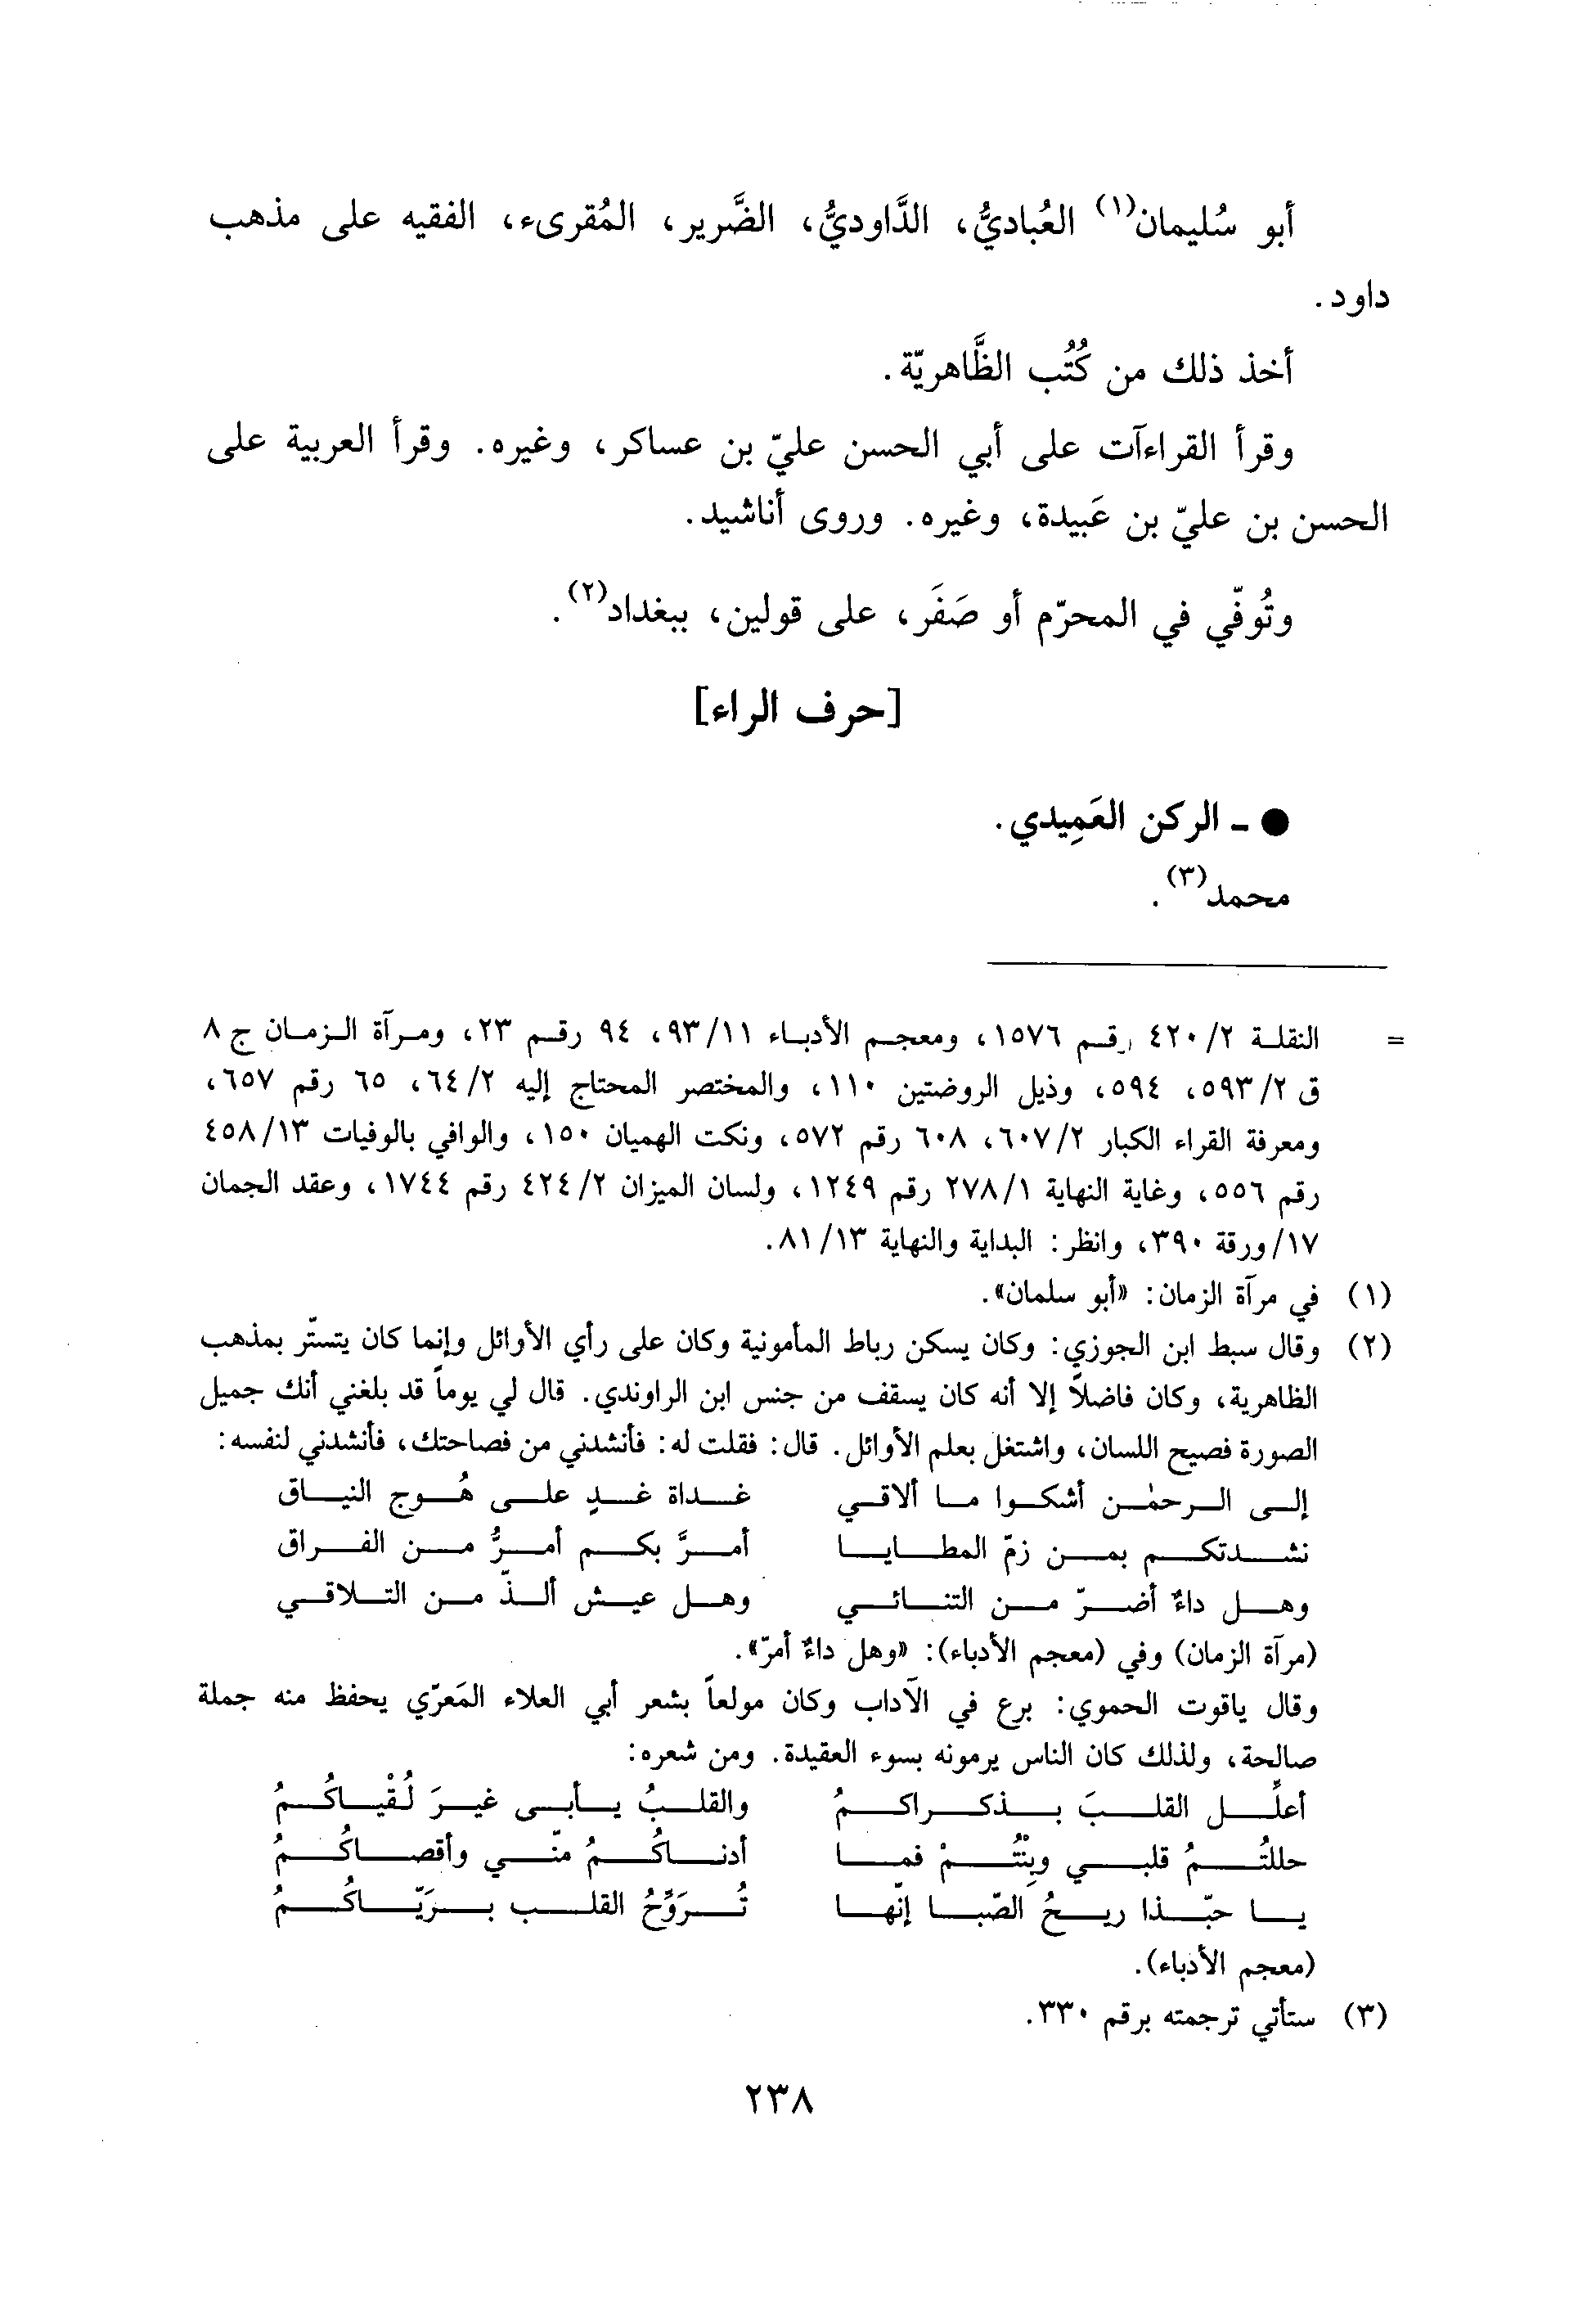 أبو سُليمان(١) العُباديُّ، الدَّاوديُّ، الضَّرير، المُقرىء، الفقيه على مذهب
داود.
أخذ ذلك من كُتُب الظَّاهريّة.
وقرأ القراءآت على أبي الحسن عليّ بن عساكر، وغيره. وقرأ العربية على
الحسن بن عليّ بن عَبيدة، وغيره. وروى أناشيد.
وتُوفّي في المحرّم أو صَفَر، على قولين، ببغداد(٢).
[حرف الراء]
● - الركن العَمِيدي.
محمد(٣).
= النقلة ٢/ ٤٢٠ رقم ١٥٧٦، ومعجم الأدباء ١١/ ٩٣، ٩٤ رقم ٢٣، ومرآة الزمان ج ٨
ق ٢/ ٥٩٣، ٥٩٤، وذيل الروضتين ١١٠، والمختصر المحتاج إليه ٢/ ٦٤، ٦٥ رقم ٦٥٧،
ومعرفة القراء الكبار ٢/ ٦٠٧، ٦٠٨ رقم ٥٧٢، ونكت الهميان ١٥٠، والوافي بالوفيات ١٣/ ٤٥٨
رقم ٥٥٦، وغاية النهاية ١/ ٢٧٨ رقم ١٢٤٩، ولسان الميزان ٢/ ٤٢٤ رقم ١٧٤٤، وعقد الجمان
١٧/ ورقة ٣٩٠، وانظر: البداية والنهاية ١٣/ ٨١.
(١) في مرآة الزمان: «أبو سلمان».
(٢) وقال سبط ابن الجوزي: وكان يسكن رباط المأمونية وكان على رأي الأوائل وإنما كان يتستّر بمذهب
الظاهرية، وكان فاضلاً إلا أنه كان يسقف من جنس ابن الراوندي. قال لي يوماً قد بلغني أنك جميل
الصورة فصيح اللسان، واشتغل بعلم الأوائل. قال: فقلت له: فأنشدني من فصاحتك، فأنشدني لنفسه:
إلى الرحمٰن أشكوا ما ألاقي غداة غدٍ على هُوج النياق
نشدتكم بمن زمّ المطايا أمرَّ بكم أمرُّ من الفراق
وهل داءٌ أضرّ من التنائي وهل عيش ألذّ من التلاقي
(مرآة الزمان) وفي (معجم الأدباء): «وهل داءٌ أمرّ».
وقال ياقوت الحموي: برع في الآداب وكان مولعاً بشعر أبي العلاء المَعرّي يحفظ منه جملة
صالحة، ولذلك كان الناس يرمونه بسوء العقيدة. ومن شعره:
أعلّل القلبَ بذكراكمُ والقلبُ يأبى غيرَ لُقْياكُمُ
حللتُمُ قلبي وبِنْتُمْ فما أدناكُمُ منّي وأقصاكُمُ
يا حبّذا ريحُ الصّبا إنّها تُرَوِّحُ القلب برَيّاكُمُ
(معجم الأدباء).
(٣) ستأتي ترجمته برقم ٣٣٠.
٢٣٨